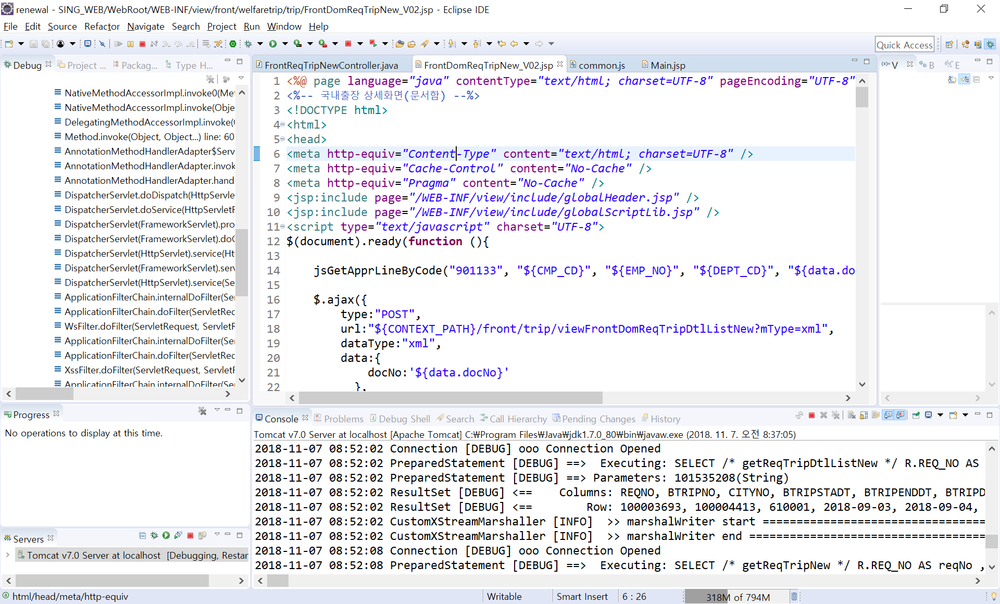 renewal - SING_WEB/WebRoot/WEB-INF/view/front/welfaretrip/trip/FrontDomReqTripNew_V02.jsp - Eclipse IDE
File Edit Source Refactor Navigate Search Project Run Window Help
Quick Access
Debug Project ... Packag... Type H...
NativeMethodAccessorImpl.invoke0(Me
NativeMethodAccessorImpl.invoke(Obje
DelegatingMethodAccessorImpl.invoke(
Method.invoke(Object, Object...) line: 60
AnnotationMethodHandlerAdapter$Serv
AnnotationMethodHandlerAdapter.invok
AnnotationMethodHandlerAdapter.hand
DispatcherServlet.doDispatch(HttpServle
DispatcherServlet.doService(HttpServletR
DispatcherServlet(FrameworkServlet).pro
DispatcherServlet(FrameworkServlet).doG
DispatcherServlet(HttpServlet).service(Ht
DispatcherServlet(FrameworkServlet).serv
DispatcherServlet(HttpServlet).service(Se
ApplicationFilterChain.internalDoFilter(Se
ApplicationFilterChain.doFilter(ServletRec
WsFilter.doFilter(ServletRequest, ServletR
ApplicationFilterChain.internalDoFilter(Se
ApplicationFilterChain.doFilter(ServletRec
XssFilter.doFilter(ServletRequest, ServletR
ApplicationFilterChain.internalDoFilter(Se
FrontReqTripNewController.java FrontDomReqTripNew_V02.jsp common.js Main.jsp
1 <%@ page language="java" contentType="text/html; charset=UTF-8" pageEncoding="UTF-8"
2 <%-- 국내출장 상세화면(문서함) --%>
3 <!DOCTYPE html>
4 <html>
5 <head>
6 <meta http-equiv="Content-Type" content="text/html; charset=UTF-8" />
7 <meta http-equiv="Cache-Control" content="No-Cache" />
8 <meta http-equiv="Pragma" content="No-Cache" />
9 <jsp:include page="/WEB-INF/view/include/globalHeader.jsp" />
10 <jsp:include page="/WEB-INF/view/include/globalScriptLib.jsp" />
11 <script type="text/javascript" charset="UTF-8">
12 $(document).ready(function (){
13
14 jsGetApprLineByCode("901133", "${CMP_CD}", "${EMP_NO}", "${DEPT_CD}", "${data.do
15
16 $.ajax({
17 type:"POST",
18 url:"${CONTEXT_PATH}/front/trip/viewFrontDomReqTripDtlListNew?mType=xml",
19 dataType:"xml",
20 data:{
21 docNo:'${data.docNo}'
22 },
(x)= V B E
Progress
No operations to display at this time.
Servers
Tomcat v7.0 Server at localhost [Debugging, Restar
Console Problems Debug Shell Search Call Hierarchy Pending Changes History
Tomcat v7.0 Server at localhost [Apache Tomcat] C:₩Program Files₩Java₩jdk1.7.0_80₩bin₩javaw.exe (2018. 11. 7. 오전 8:37:05)
2018-11-07 08:52:02 Connection [DEBUG] ooo Connection Opened
2018-11-07 08:52:02 PreparedStatement [DEBUG] ==> Executing: SELECT /* getReqTripDtlListNew */ R.REQ_NO AS
2018-11-07 08:52:02 PreparedStatement [DEBUG] ==> Parameters: 101535208(String)
2018-11-07 08:52:02 ResultSet [DEBUG] <== Columns: REQNO, BTRIPNO, CITYNO, BTRIPSTADT, BTRIPENDDT, BTRIPD
2018-11-07 08:52:02 ResultSet [DEBUG] <== Row: 100003693, 100004413, 610001, 2018-09-03, 2018-09-04,
2018-11-07 08:52:02 CustomXStreamMarshaller [INFO] >> marshalWriter start =================================
2018-11-07 08:52:02 CustomXStreamMarshaller [INFO] >> marshalWriter end ===================================
2018-11-07 08:52:08 Connection [DEBUG] ooo Connection Opened
2018-11-07 08:52:08 PreparedStatement [DEBUG] ==> Executing: SELECT /* getReqTripNew */ R.REQ_NO AS reqNo ,
html/head/meta/http-equiv Writable Smart Insert 6 : 26 318M of 794M